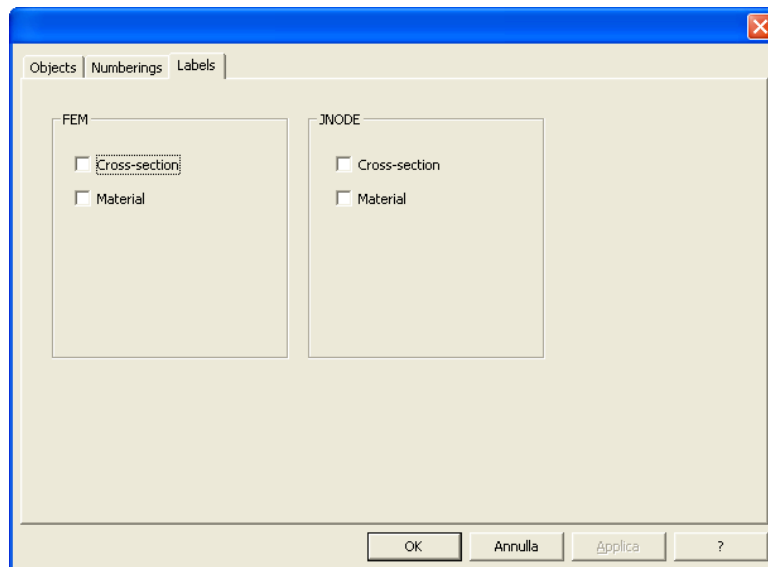 Objects Numberings Labels
FEM JNODE
Cross-section Cross-section
Material Material
OK Annulla Applica ?